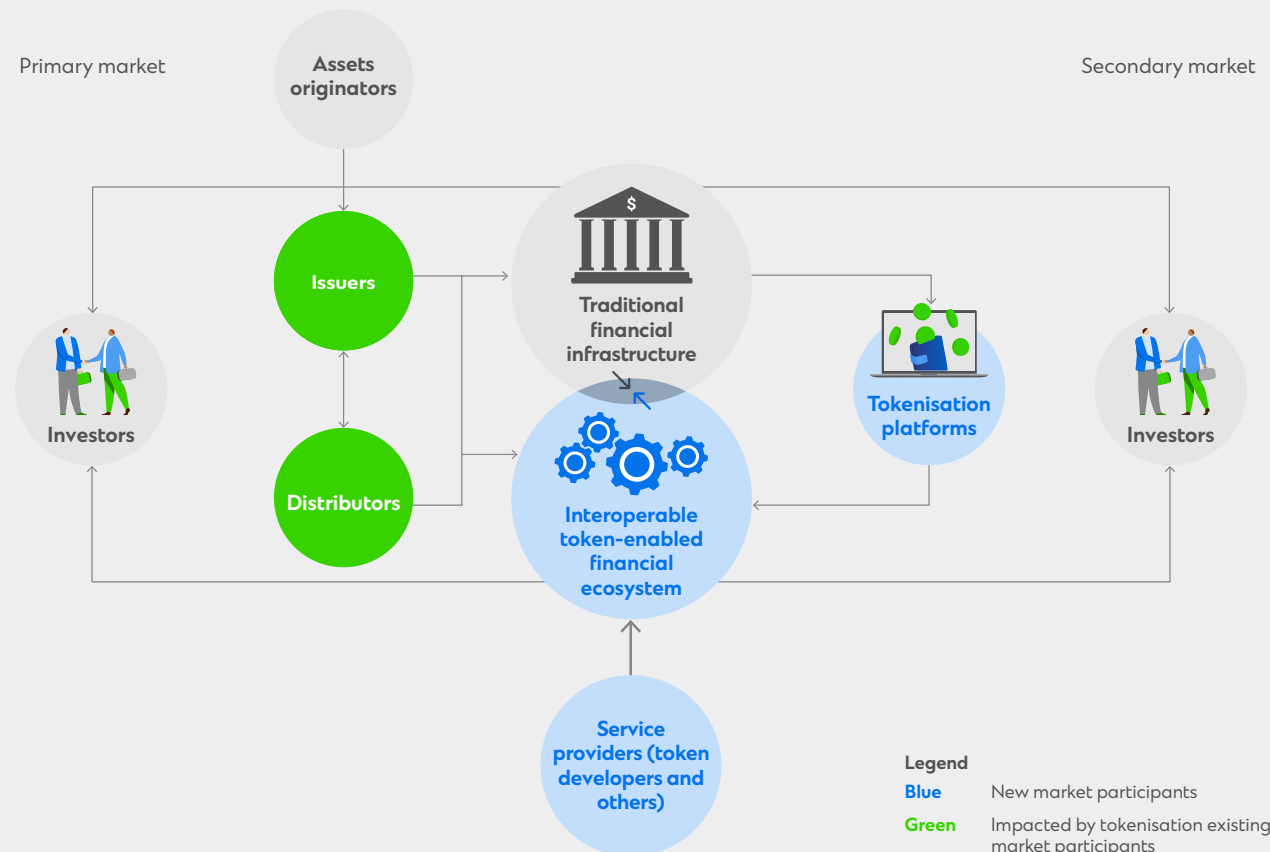 Primary market
Assets
originators
Secondary market
$
Issuers
Traditional
financial
infrastructure
Investors
Tokenisation
platforms
Investors
Distributors
Interoperable
token-enabled
financial
ecosystem
Service
providers (token
developers and
others)
Legend
Blue New market participants
Green Impacted by tokenisation existing
market participants